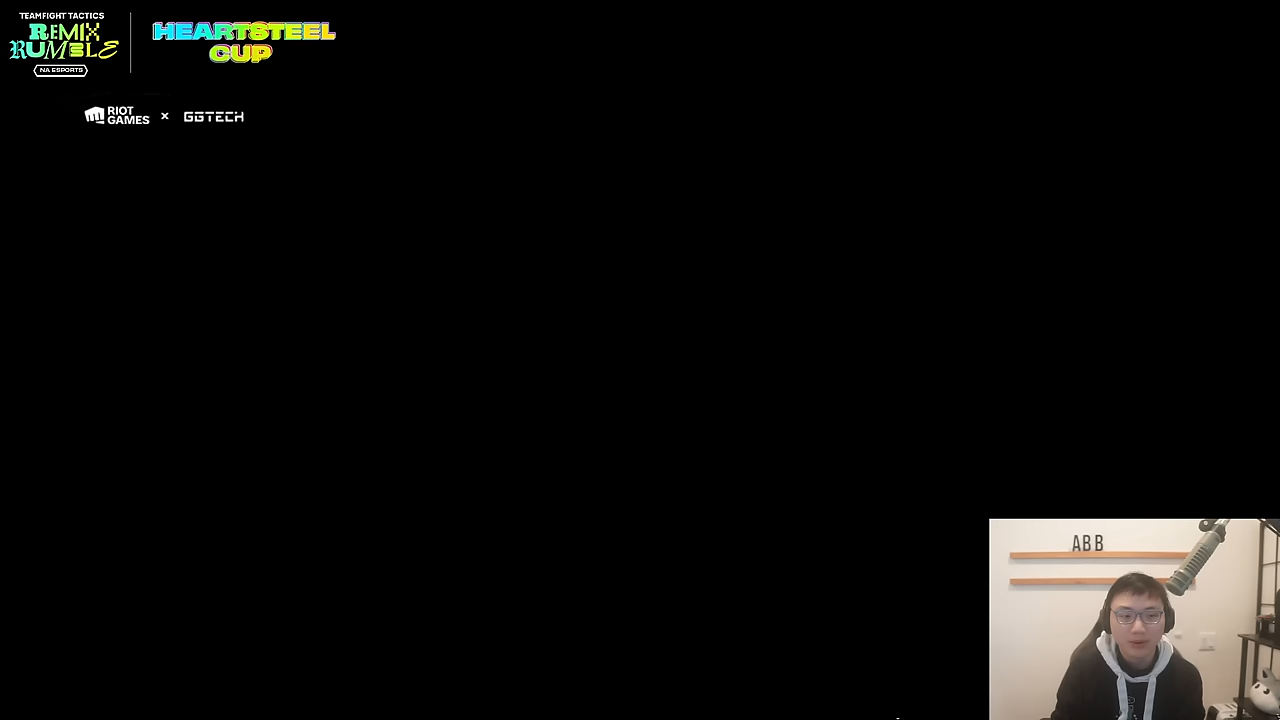 TEAMFIGHT TACTICS
REMIX
RUMBLE
NA ESPORTS
HEARTSTEEL
CUP
RIOT
GAMES
x
GGTECH
ABB